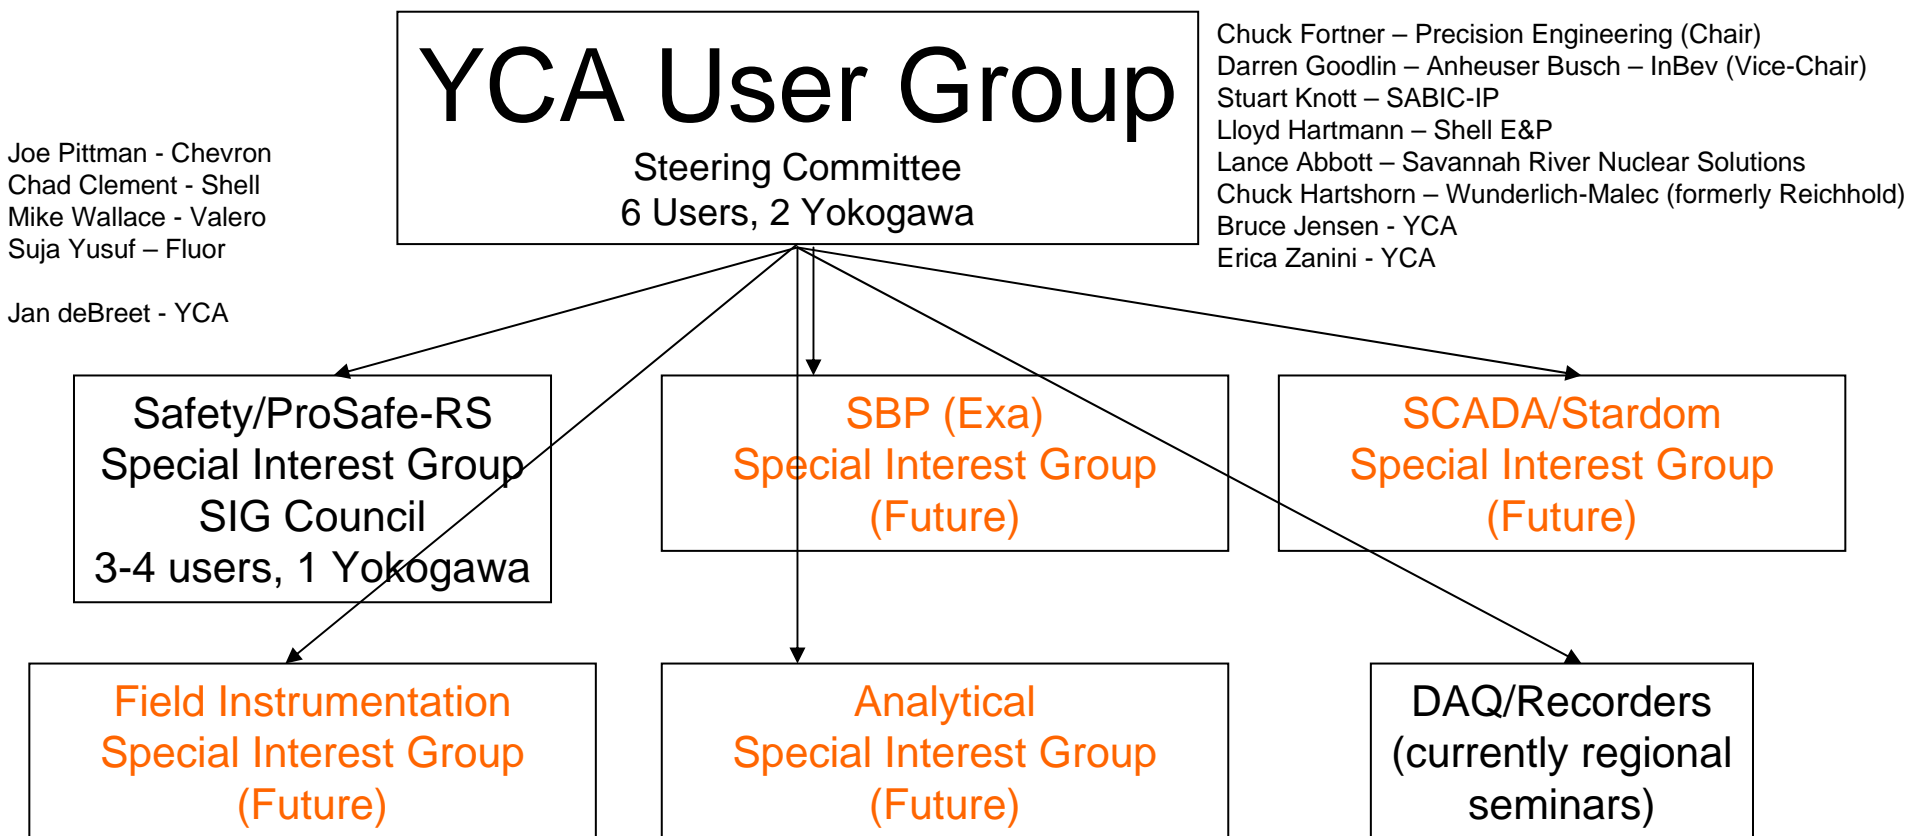 YCA User Group
Steering Committee
6 Users, 2 Yokogawa
Chuck Fortner – Precision Engineering (Chair)
Darren Goodlin – Anheuser Busch – InBev (Vice-Chair)
Stuart Knott – SABIC-IP
Lloyd Hartmann – Shell E&P
Lance Abbott – Savannah River Nuclear Solutions
Chuck Hartshorn – Wunderlich-Malec (formerly Reichhold)
Bruce Jensen - YCA
Erica Zanini - YCA
Joe Pittman - Chevron
Chad Clement - Shell
Mike Wallace - Valero
Suja Yusuf – Fluor
Jan deBreet - YCA
Safety/ProSafe-RS
Special Interest Group
SIG Council
3-4 users, 1 Yokogawa
SBP (Exa)
Special Interest Group
(Future)
SCADA/Stardom
Special Interest Group
(Future)
Field Instrumentation
Special Interest Group
(Future)
Analytical
Special Interest Group
(Future)
DAQ/Recorders
(currently regional
seminars)